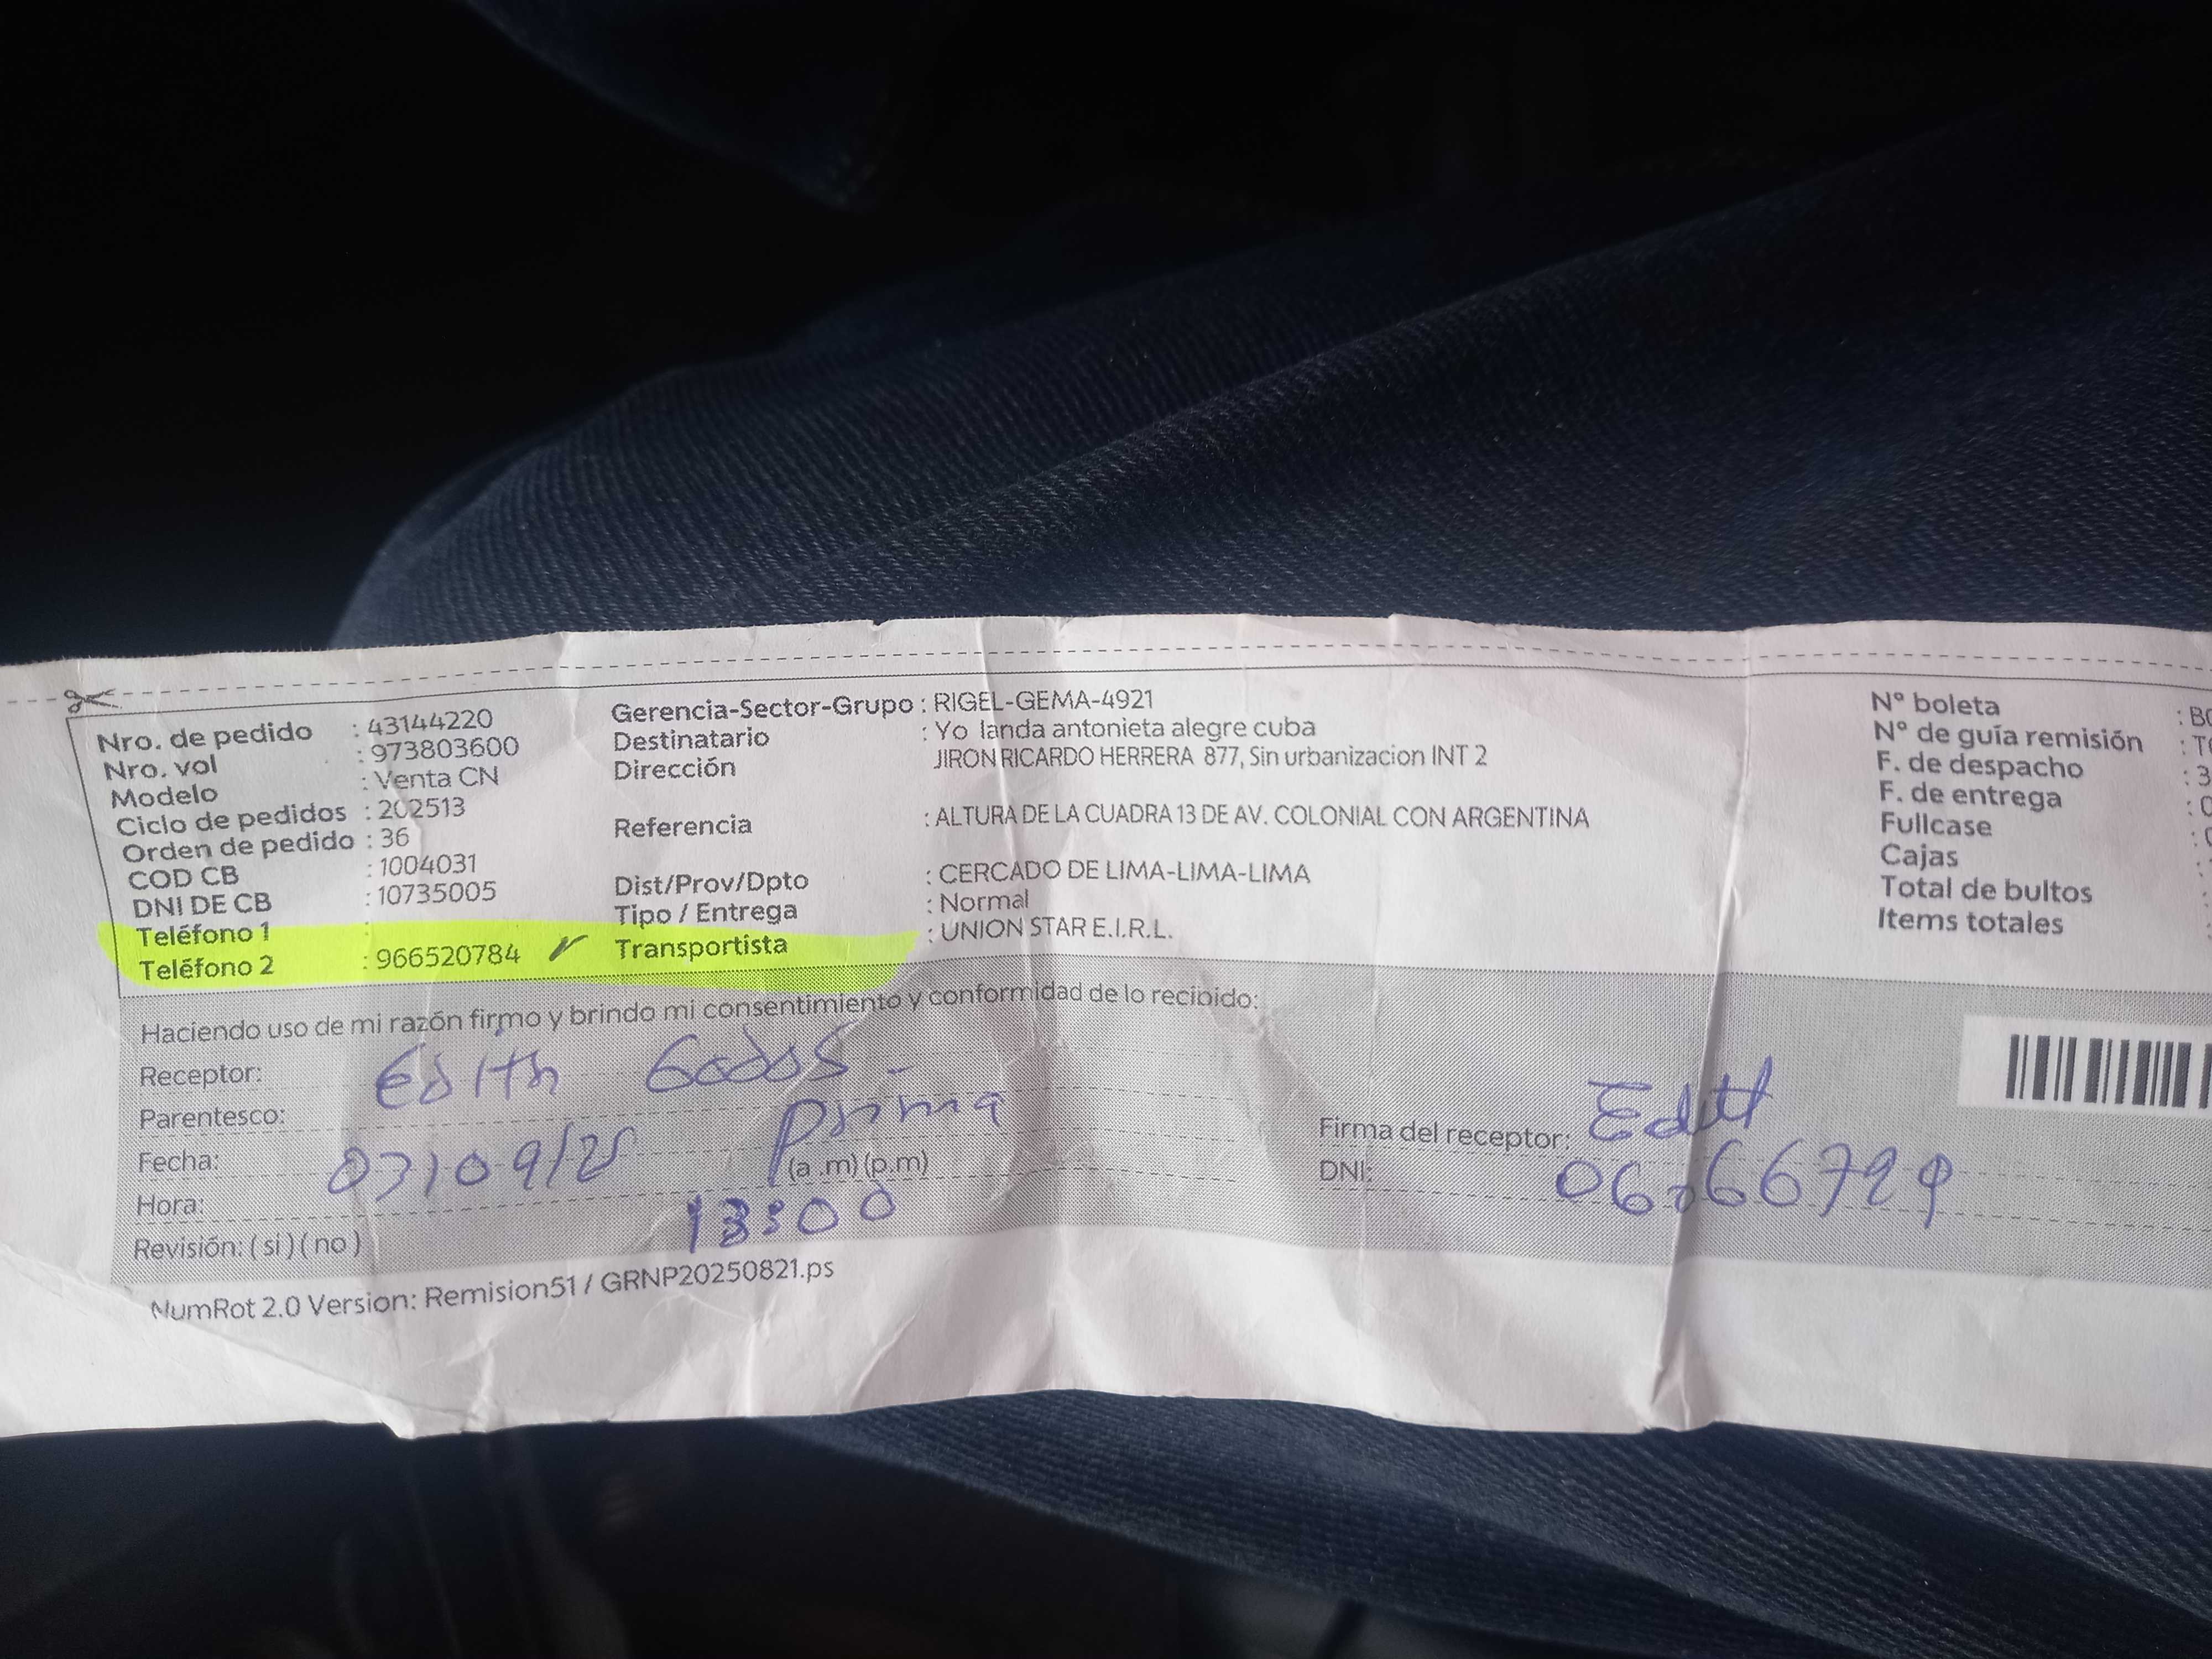 Nro. de pedido : 43144220
Nro. vol : 973803600
Modelo : Venta CN
Ciclo de pedidos : 202513
Orden de pedido : 36
COD CB : 1004031
DNI DE CB : 10735005
Teléfono 1 :
Teléfono 2 : 966520784
Gerencia-Sector-Grupo : RIGEL-GEMA-4921
Destinatario : Yo landa antonieta alegre cuba
Dirección JIRON RICARDO HERRERA 877, Sin urbanizacion INT 2
Referencia : ALTURA DE LA CUADRA 13 DE AV. COLONIAL CON ARGENTINA
Dist/Prov/Dpto : CERCADO DE LIMA-LIMA-LIMA
Tipo / Entrega : Normal
Transportista : UNION STAR E.I.R.L.
N° boleta
N° de guía remisión
F. de despacho : 3
F. de entrega
Fullcase
Cajas
Total de bultos
Items totales
Haciendo uso de mi razón firmo y brindo mi consentimiento y conformidad de lo recibido:
Receptor: Edith Godos
Parentesco: prima
Fecha: 03/09/25 (a .m) (p.m)
Hora: 13:00
Revisión: ( si ) ( no )
Firma del receptor: Edith
DNI:
NumRot 2.0 Version: Remision51 / GRNP20250821.ps